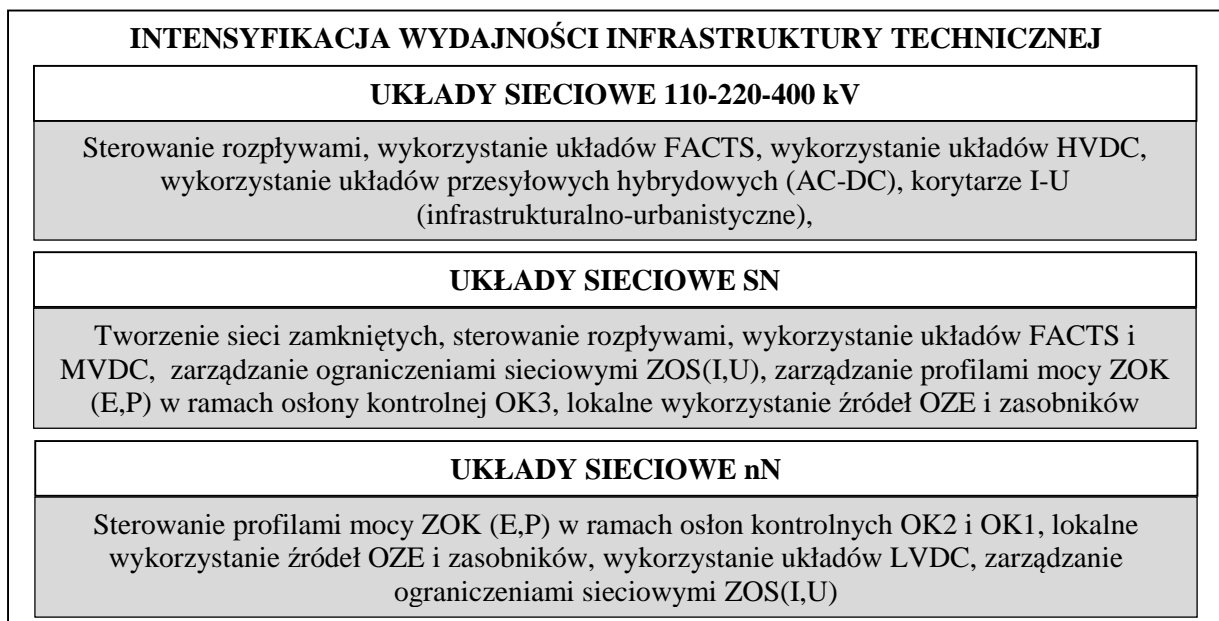 INTENSYFIKACJA WYDAJNOŚCI INFRASTRUKTURY TECHNICZNEJ
UKŁADY SIECIOWE 110-220-400 kV
Sterowanie rozpływami, wykorzystanie układów FACTS, wykorzystanie układów HVDC,
wykorzystanie układów przesyłowych hybrydowych (AC-DC), korytarze I-U
(infrastrukturalno-urbanistyczne),
UKŁADY SIECIOWE SN
Tworzenie sieci zamkniętych, sterowanie rozpływami, wykorzystanie układów FACTS i
MVDC, zarządzanie ograniczeniami sieciowymi ZOS(I,U), zarządzanie profilami mocy ZOK
(E,P) w ramach osłony kontrolnej OK3, lokalne wykorzystanie źródeł OZE i zasobników
UKŁADY SIECIOWE nN
Sterowanie profilami mocy ZOK (E,P) w ramach osłon kontrolnych OK2 i OK1, lokalne
wykorzystanie źródeł OZE i zasobników, wykorzystanie układów LVDC, zarządzanie
ograniczeniami sieciowymi ZOS(I,U)